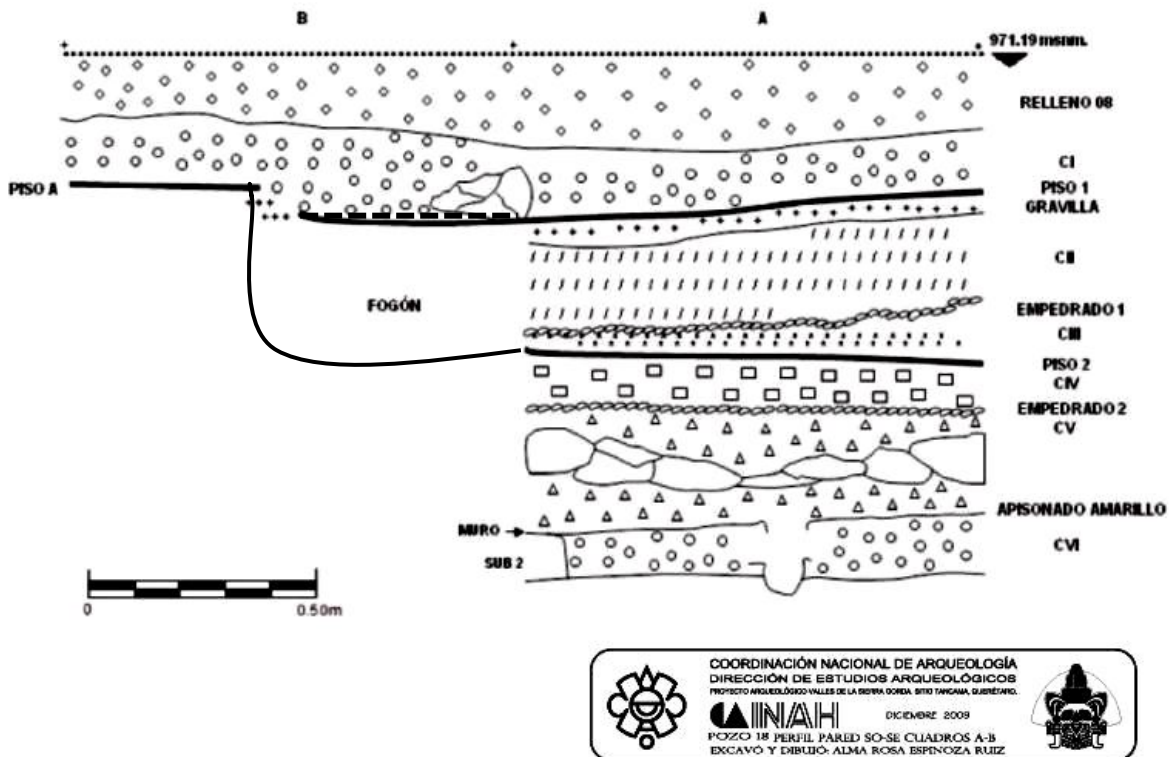 B
A
971.19 msnm.
RELLENO 08
CI
PISO A
PISO 1
GRAVILLA
CII
FOGÓN
EMPEDRADO 1
CIII
PISO 2
CIV
EMPEDRADO 2
CV
APISONADO AMARILLO
MURO
CVI
SUB 2
0
0.50m
COORDINACIÓN NACIONAL DE ARQUEOLOGÍA
DIRECCIÓN DE ESTUDIOS ARQUEOLÓGICOS
PROYECTO ARQUEOLÓGICO VALLES DE LA SIERRA GORDA. SITIO TANCAMA, QUERÉTARO.
INAH
DICIEMBRE 2009
POZO 18 PERFIL PARED SO-SE CUADROS A-B
EXCAVÓ Y DIBUJÓ: ALMA ROSA ESPINOZA RUIZ